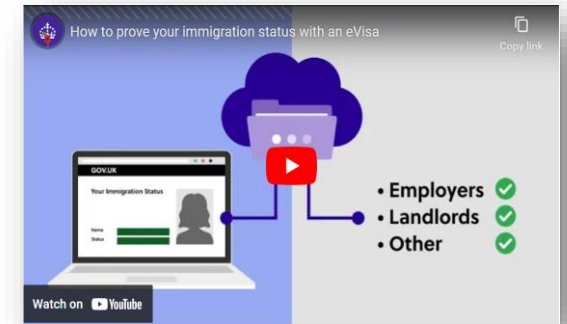 How to prove your immigration status with an eVisa
Copy link
GOV.UK
Your Immigration Status
Name
Status
• Employers
• Landlords
• Other
Watch on YouTube